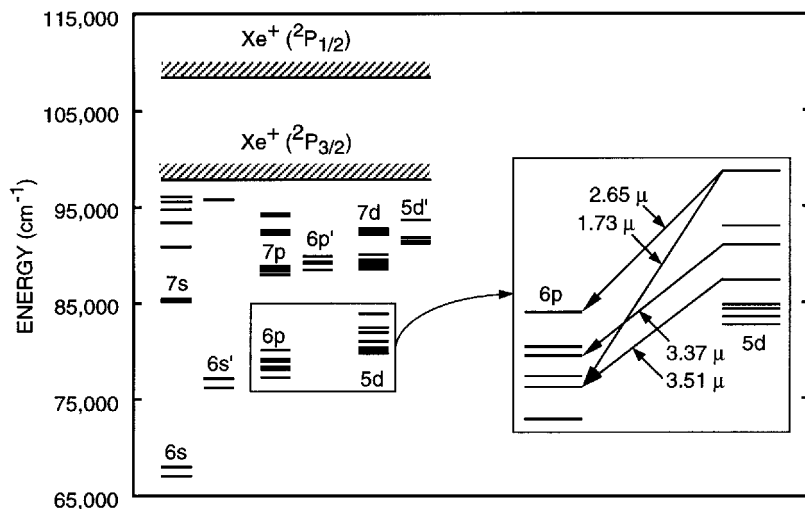 115,000
105,000
95,000
85,000
75,000
65,000
ENERGY (cm⁻¹)
Xe⁺ (²P₁/₂)
Xe⁺ (²P₃/₂)
7s
6s'
6s
7p
6p'
7d
5d'
6p
5d
2.65 μ
1.73 μ
6p
3.37 μ
3.51 μ
5d